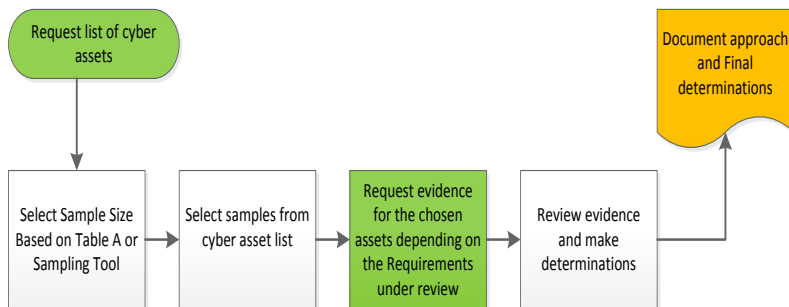 Request list of cyber
assets
Document approach
and Final
determinations
Select Sample Size
Based on Table A or
Sampling Tool
Select samples from
cyber asset list
Request evidence
for the chosen
assets depending on
the Requirements
under review
Review evidence
and make
determinations